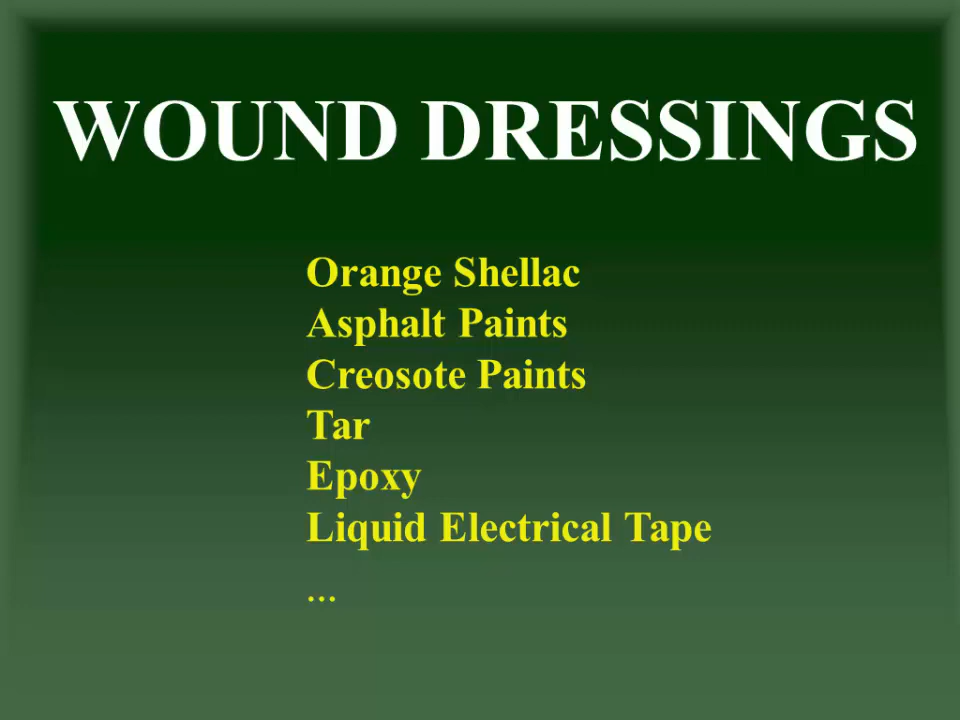 WOUND DRESSINGS
Orange Shellac
Asphalt Paints
Creosote Paints
Tar
Epoxy
Liquid Electrical Tape
...